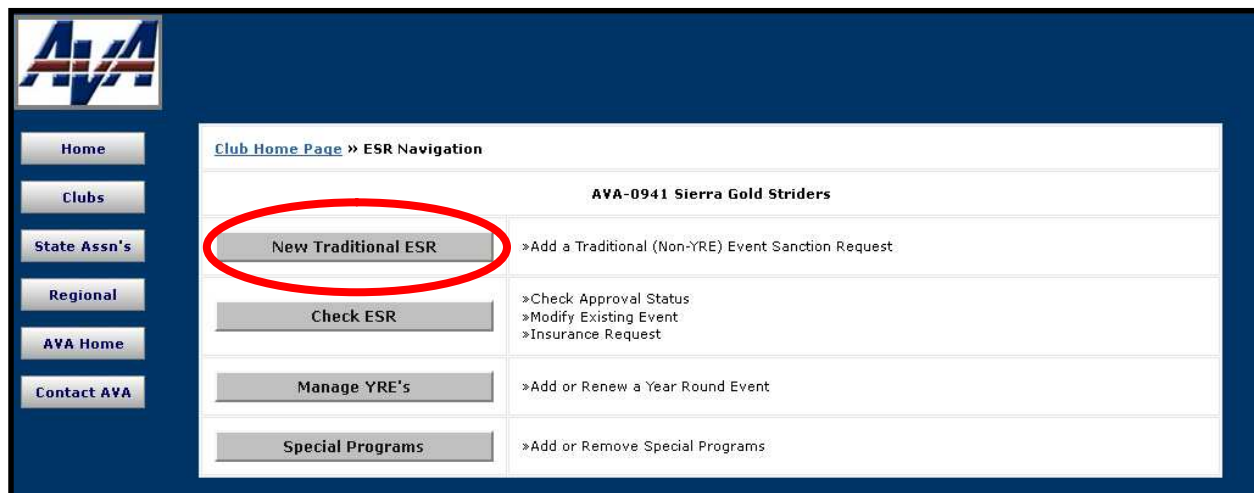 AVA
Home
Clubs
State Assn's
Regional
AVA Home
Contact AVA
Club Home Page » ESR Navigation
AVA-0941 Sierra Gold Striders
New Traditional ESR
»Add a Traditional (Non-YRE) Event Sanction Request
Check ESR
»Check Approval Status
»Modify Existing Event
»Insurance Request
Manage YRE's
»Add or Renew a Year Round Event
Special Programs
»Add or Remove Special Programs